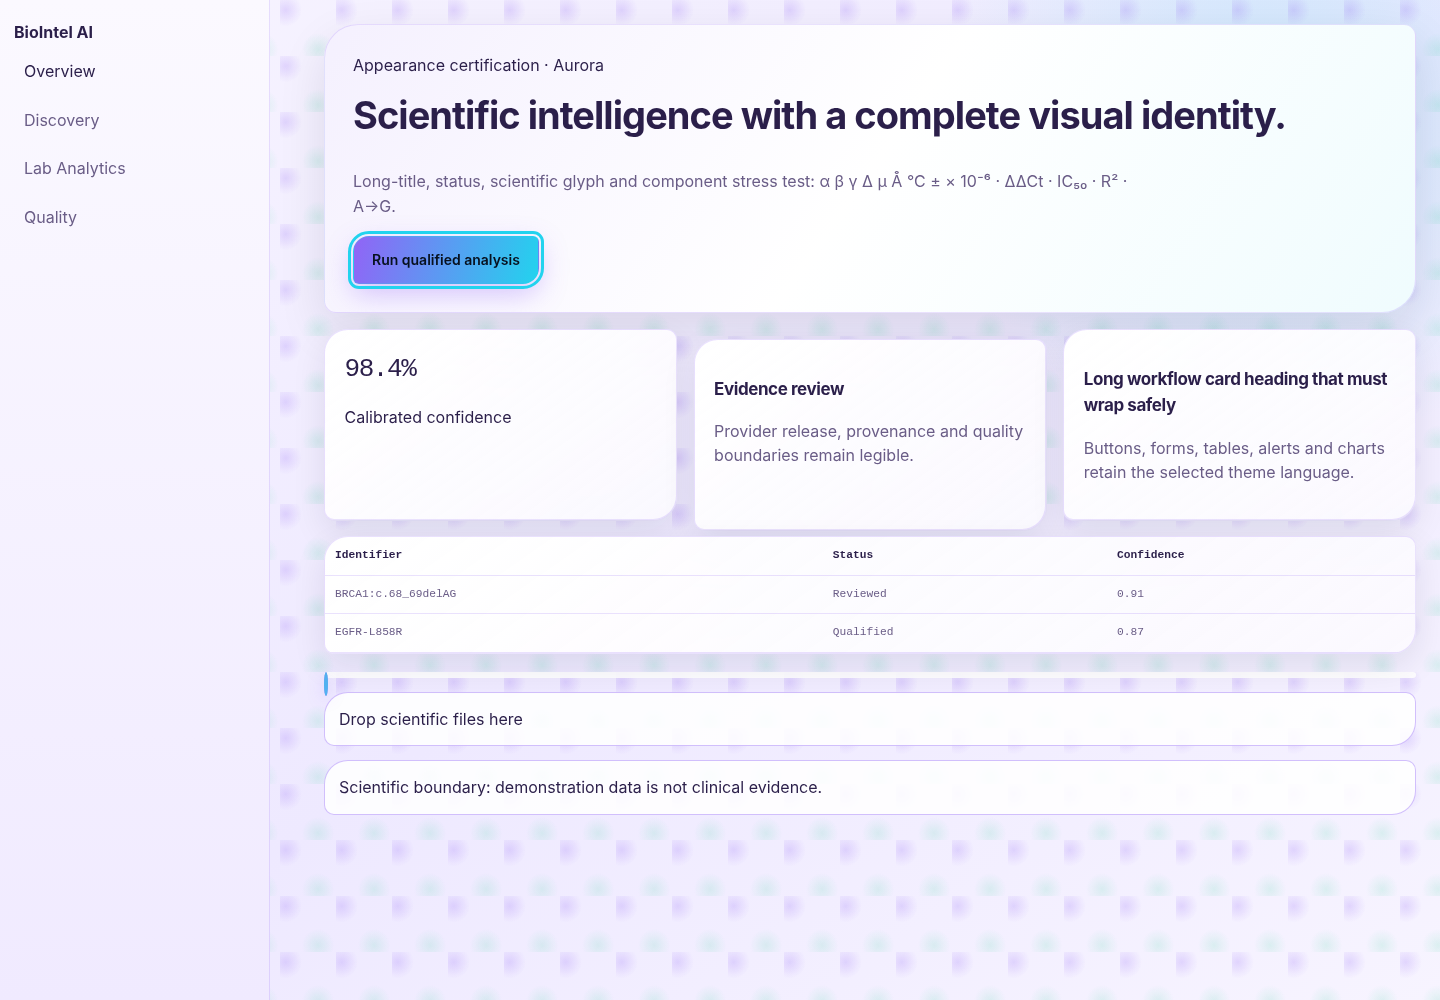 BioIntel AI
Overview
Discovery
Lab Analytics
Quality
Appearance certification · Aurora
Scientific intelligence with a complete visual identity.
Long-title, status, scientific glyph and component stress test: α β γ Δ µ Å °C ± × 10⁻⁶ · ΔΔCt · IC₅₀ · R² ·
A→G.
Run qualified analysis
98.4%
Calibrated confidence
Evidence review
Provider release, provenance and quality
boundaries remain legible.
Long workflow card heading that must
wrap safely
Buttons, forms, tables, alerts and charts
retain the selected theme language.
Identifier Status Confidence
BRCA1:c.68_69delAG Reviewed 0.91
EGFR-L858R Qualified 0.87
Drop scientific files here
Scientific boundary: demonstration data is not clinical evidence.